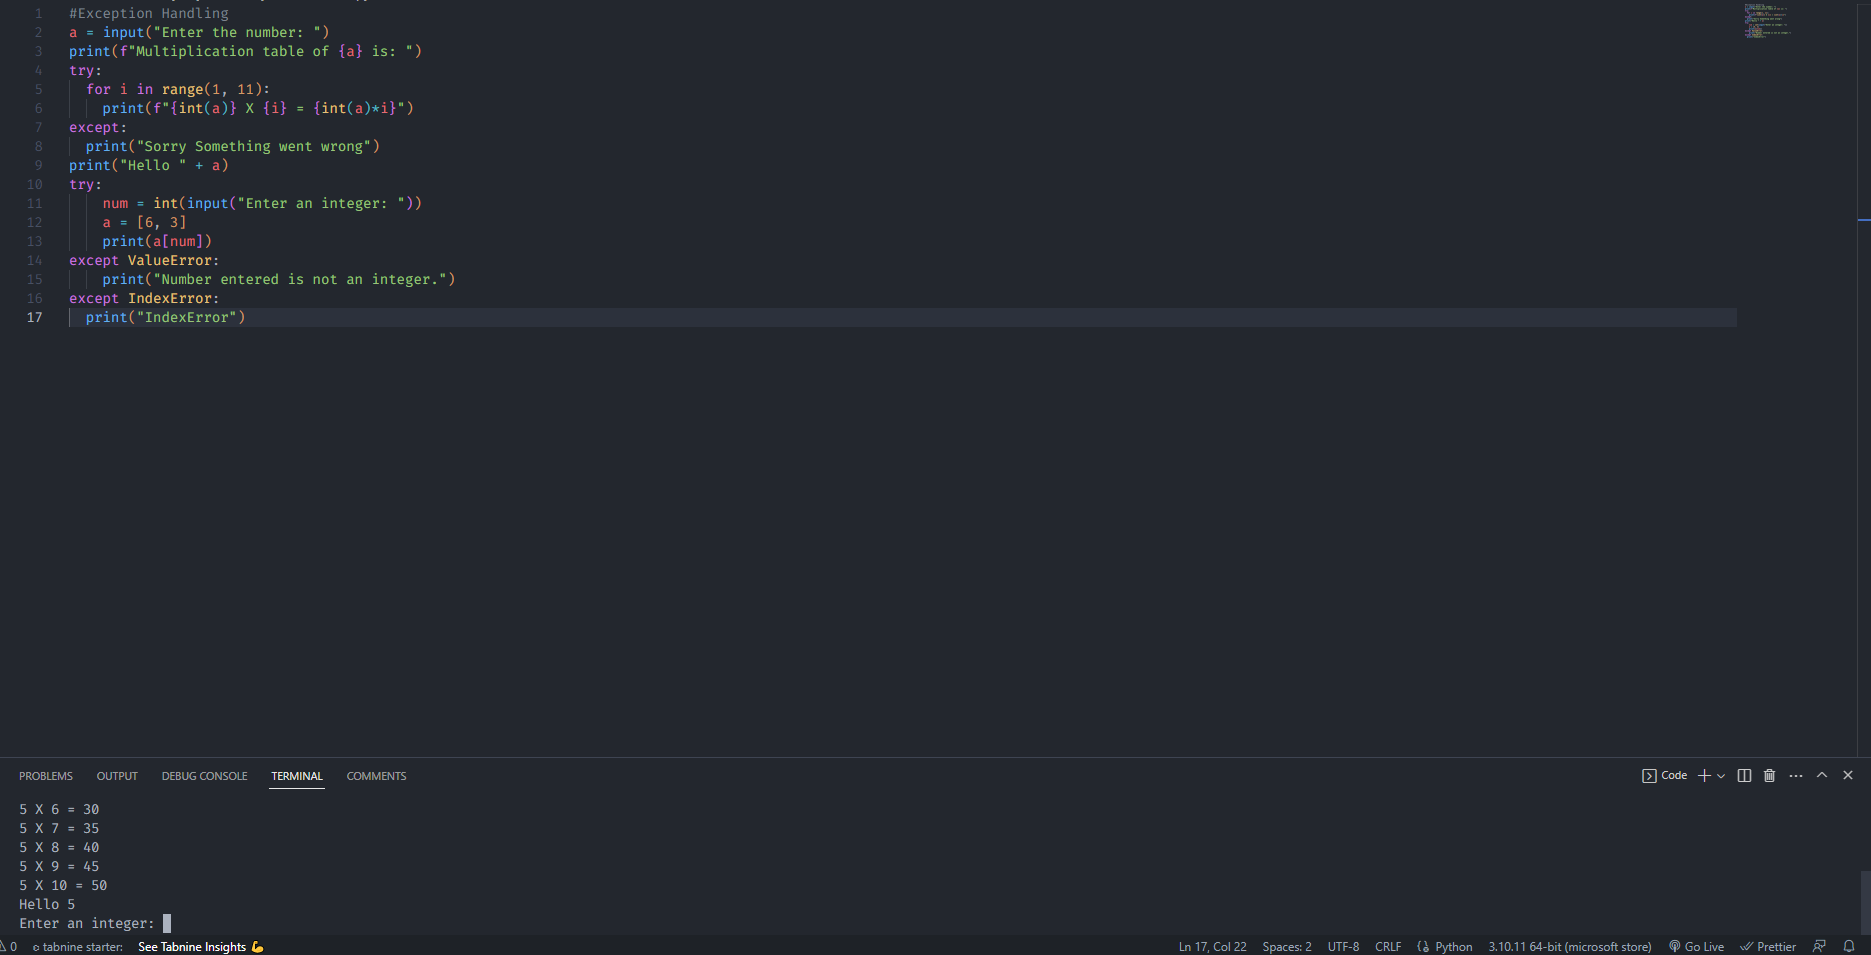 1 #Exception Handling
2 a = input("Enter the number: ")
3 print(f"Multiplication table of {a} is: ")
4 try:
5   for i in range(1, 11):
6     print(f"{int(a)} X {i} = {int(a)*i}")
7 except:
8   print("Sorry Something went wrong")
9 print("Hello " + a)
10 try:
11     num = int(input("Enter an integer: "))
12     a = [6, 3]
13     print(a[num])
14 except ValueError:
15     print("Number entered is not an integer.")
16 except IndexError:
17   print("IndexError")
PROBLEMS OUTPUT DEBUG CONSOLE TERMINAL COMMENTS Code
5 X 6 = 30
5 X 7 = 35
5 X 8 = 40
5 X 9 = 45
5 X 10 = 50
Hello 5
Enter an integer:
0 tabnine starter: See Tabnine Insights 💪 Ln 17, Col 22 Spaces: 2 UTF-8 CRLF Python 3.10.11 64-bit (microsoft store) Go Live Prettier